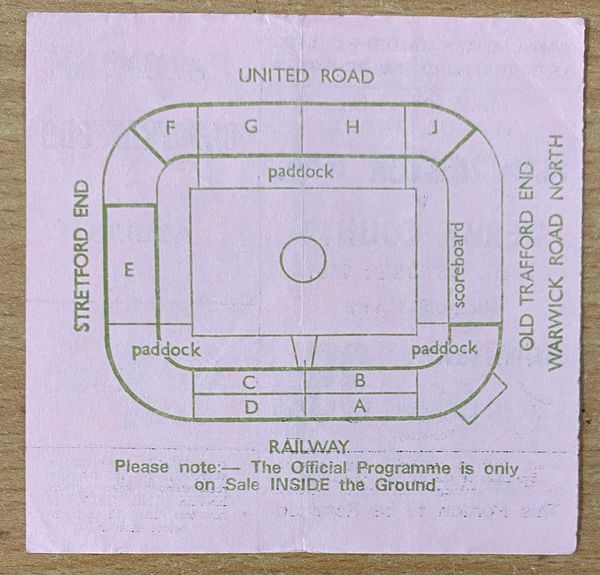 UNITED ROAD
F
G
H
J
paddock
STRETFORD END
E
scoreboard
OLD TRAFFORD END
WARWICK ROAD NORTH
paddock
paddock
C
B
D
A
RAILWAY
Please note:— The Official Programme is only
on Sale INSIDE the Ground.